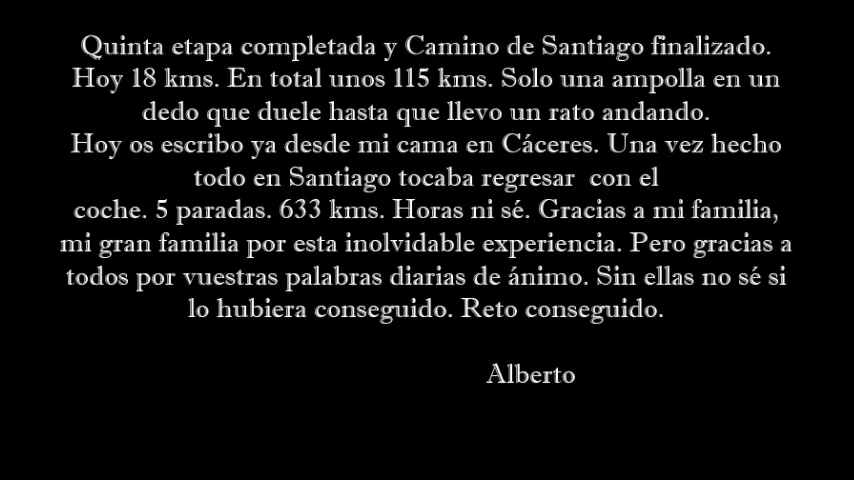 Quinta etapa completada y Camino de Santiago finalizado.
Hoy 18 kms. En total unos 115 kms. Solo una ampolla en un
dedo que duele hasta que llevo un rato andando.
Hoy os escribo ya desde mi cama en Cáceres. Una vez hecho
todo en Santiago tocaba regresar  con el
coche. 5 paradas. 633 kms. Horas ni sé. Gracias a mi familia,
mi gran familia por esta inolvidable experiencia. Pero gracias a
todos por vuestras palabras diarias de ánimo. Sin ellas no sé si
lo hubiera conseguido. Reto conseguido.
Alberto